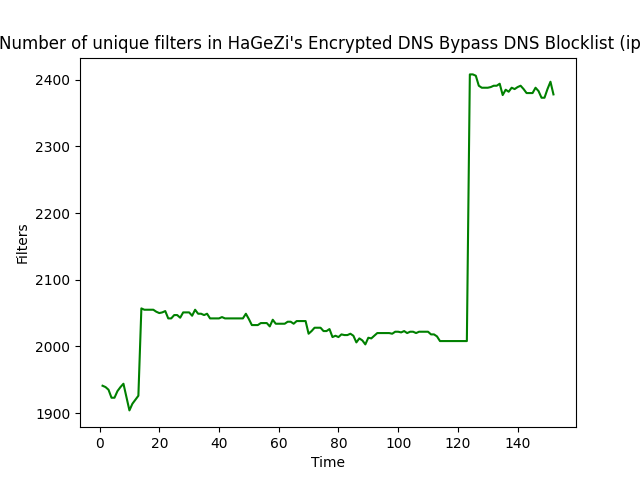 Number of unique filters in HaGeZi's Encrypted DNS Bypass DNS Blocklist (ip
2400
2300
2200
2100
2000
1900
Filters
0 20 40 60 80 100 120 140
Time